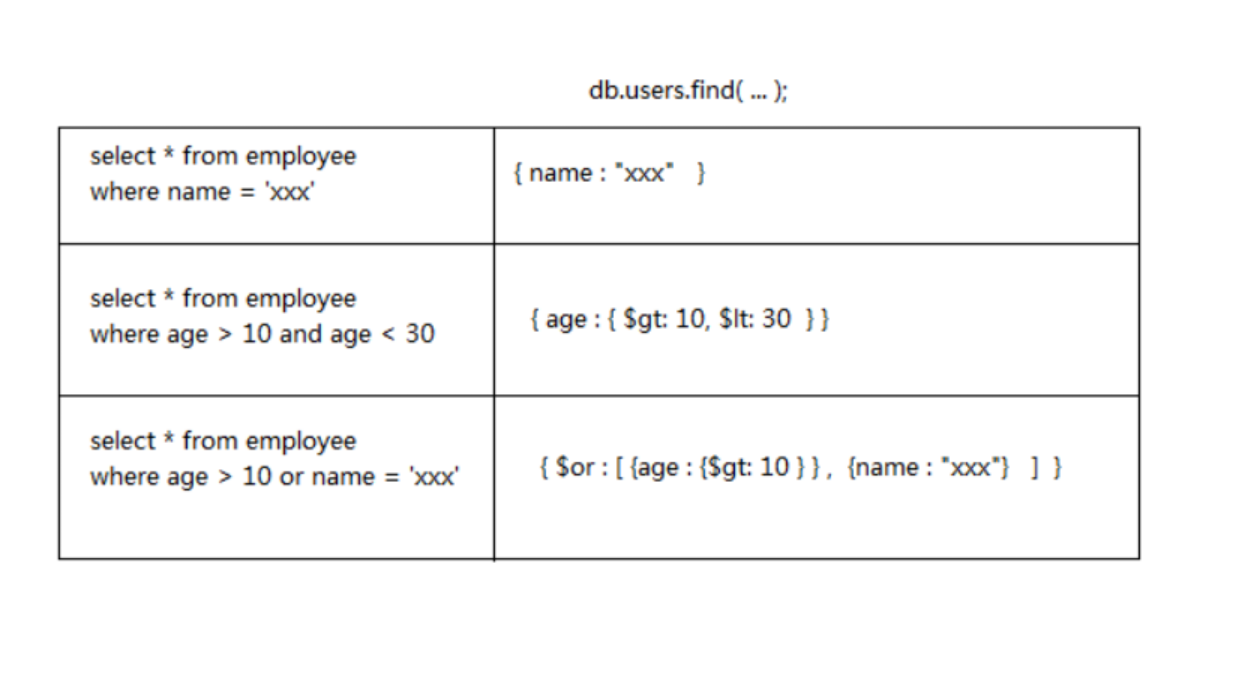 db.users.find( ... );
select * from employee
where name = 'xxx'
{ name : "xxx" }
select * from employee
where age > 10 and age < 30
{ age : { $gt: 10, $lt: 30 } }
select * from employee
where age > 10 or name = 'xxx'
{ $or : [ {age : {$gt: 10 } } , {name : "xxx"} ] }